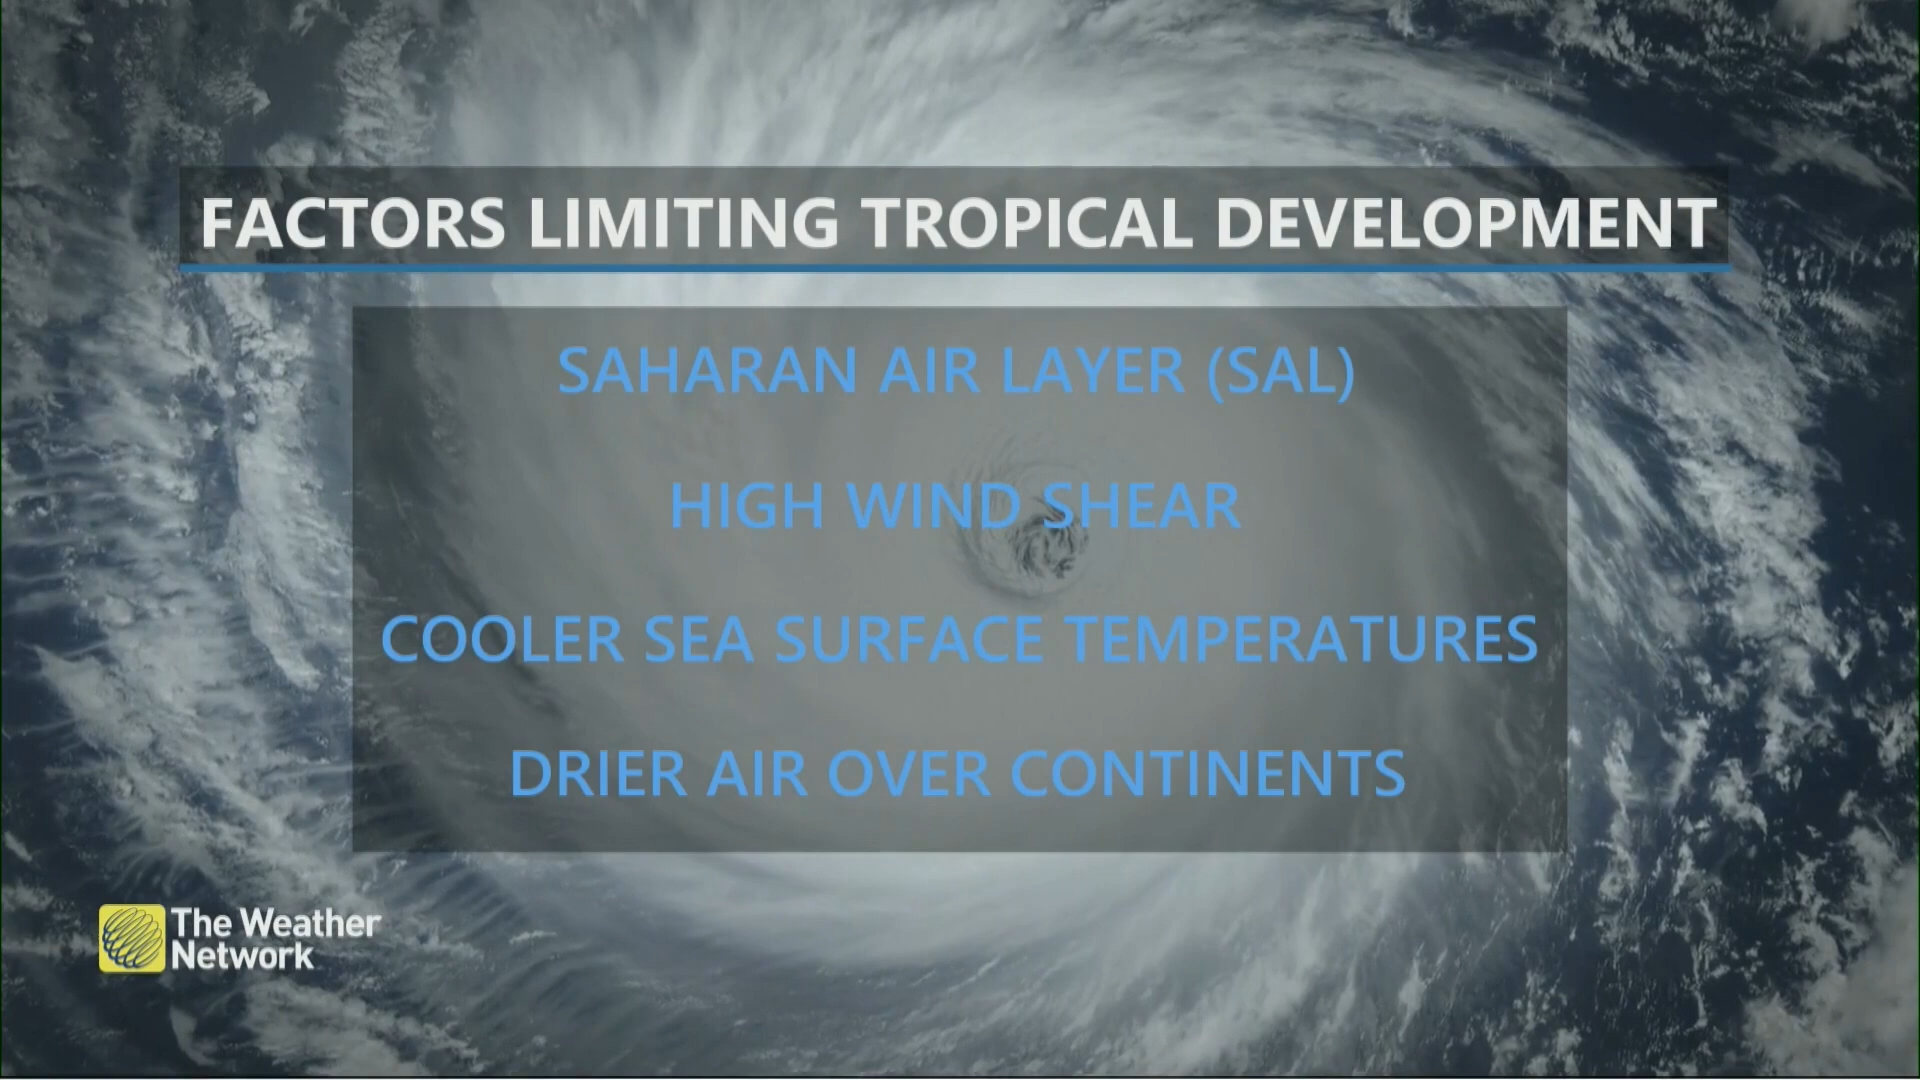 FACTORS LIMITING TROPICAL DEVELOPMENT
SAHARAN AIR LAYER (SAL)
HIGH WIND SHEAR
COOLER SEA SURFACE TEMPERATURES
DRIER AIR OVER CONTINENTS
The Weather
Network